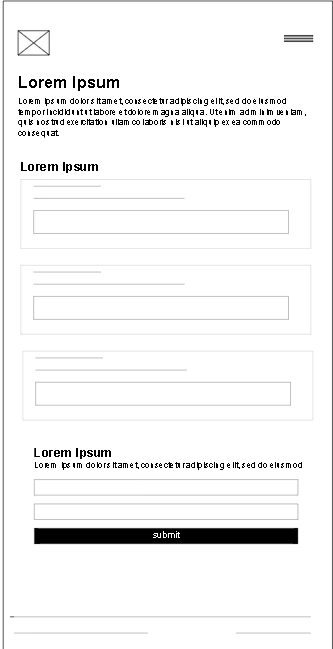 Lorem Ipsum
Lorem ipsum dolor sit amet, consectetur adipiscing elit, sed do eiusmod
tempor incididunt ut labore et dolore magna aliqua. Ut enim ad minim veniam,
quis nostrud exercitation ullamco laboris nisi ut aliquip ex ea commodo
consequat.
Lorem Ipsum
Lorem Ipsum
Lorem ipsum dolor sit amet, consectetur adipiscing elit, sed do eiusmod
submit